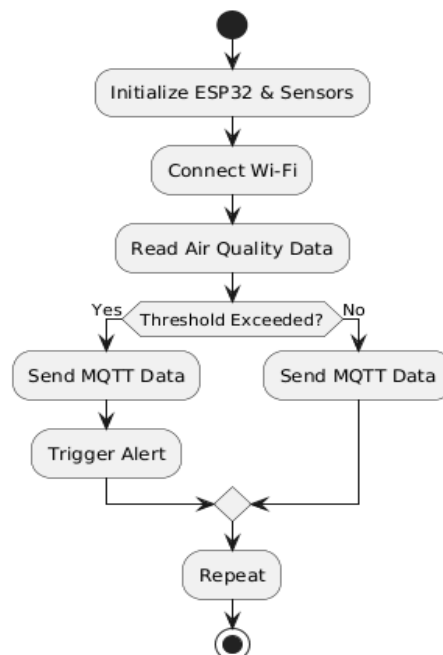 Initialize ESP32 & Sensors
Connect Wi-Fi
Read Air Quality Data
Yes
Threshold Exceeded?
No
Send MQTT Data
Send MQTT Data
Trigger Alert
Repeat